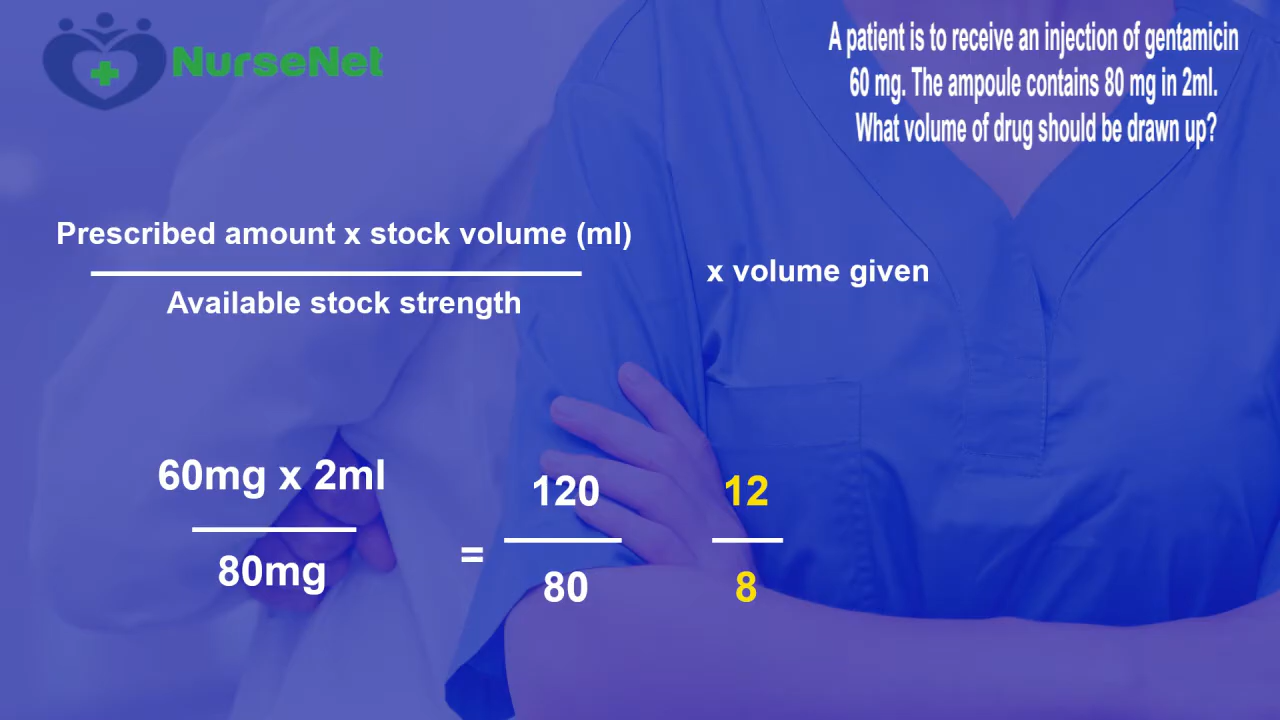 NurseNet
A patient is to receive an injection of gentamicin
60 mg. The ampoule contains 80 mg in 2ml.
What volume of drug should be drawn up?
Prescribed amount x stock volume (ml)
Available stock strength
x volume given
60mg x 2ml
80mg
=
120
80
12
8